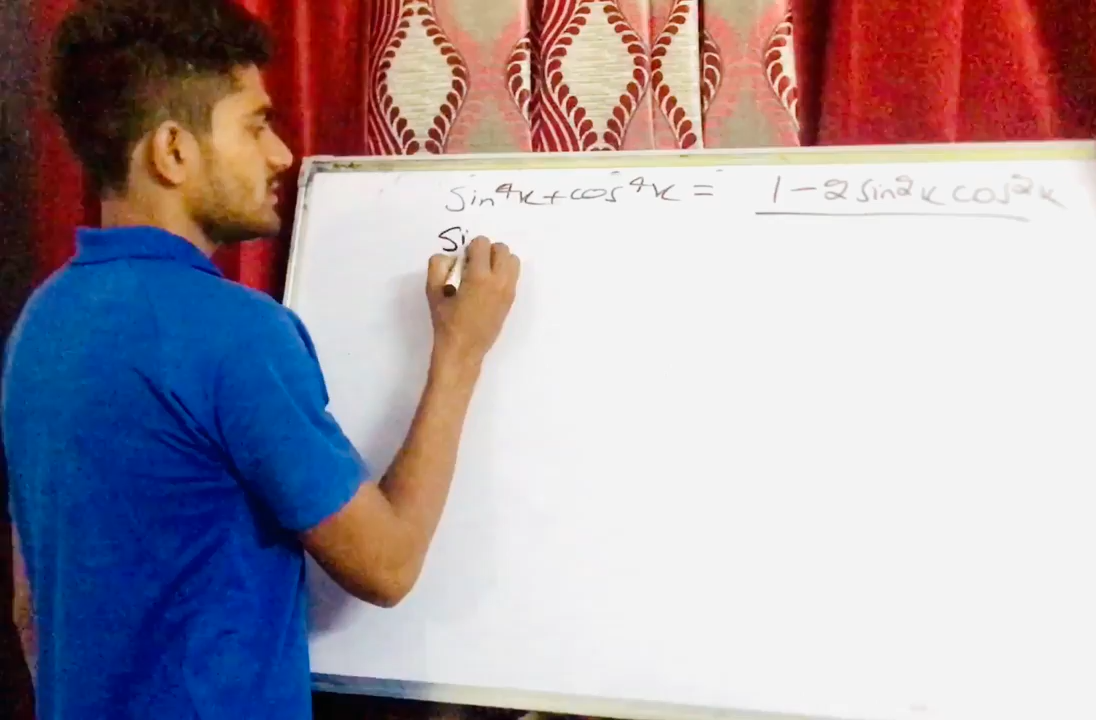 sin⁴x+cos⁴x = 1-2sin²x cos²x
Si